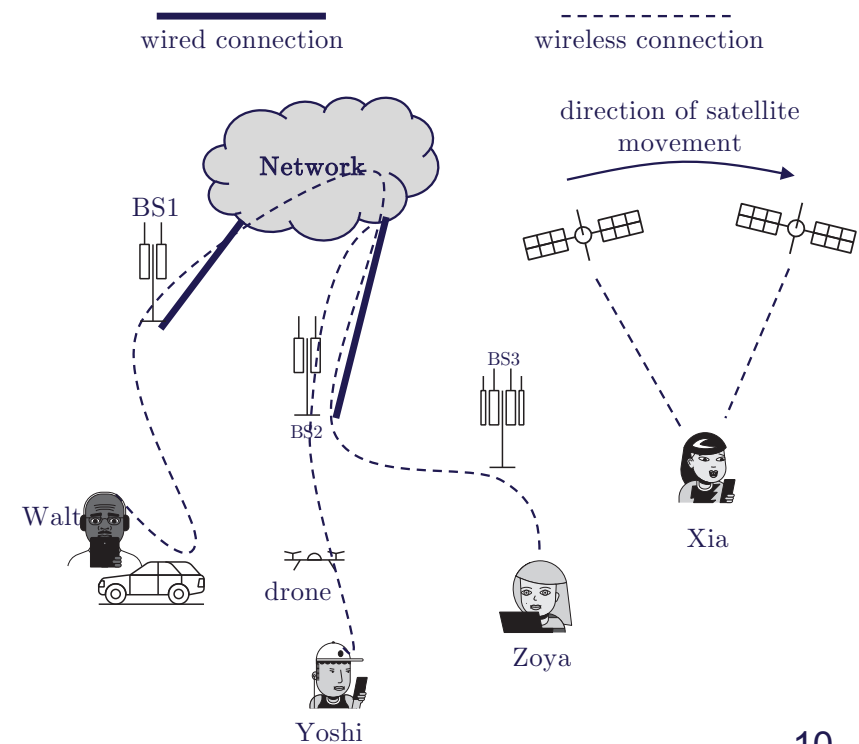 wired connection
wireless connection
direction of satellite
movement
Network
BS1
BS3
BS2
Walt
Xia
drone
Zoya
Yoshi
10